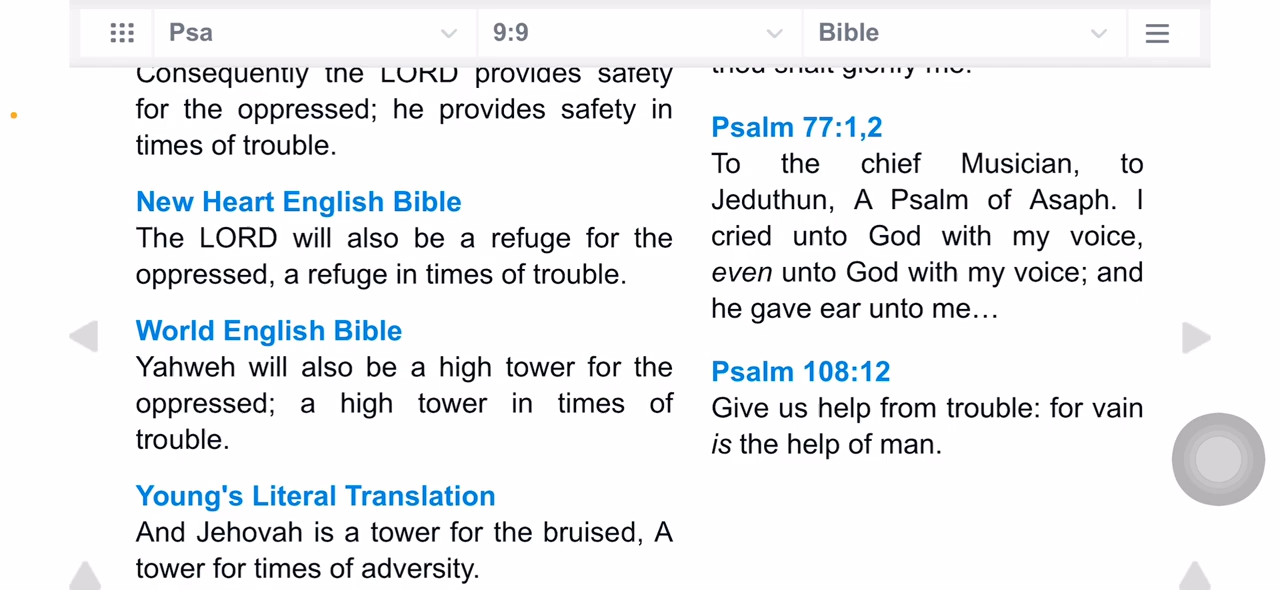 Psa
9:9
Bible
Consequently the LORD provides safety
for the oppressed; he provides safety in
times of trouble.
New Heart English Bible
The LORD will also be a refuge for the
oppressed, a refuge in times of trouble.
World English Bible
Yahweh will also be a high tower for the
oppressed; a high tower in times of
trouble.
Young's Literal Translation
And Jehovah is a tower for the bruised, A
tower for times of adversity.
thou shalt glorify me.
Psalm 77:1,2
To the chief Musician, to
Jeduthun, A Psalm of Asaph. I
cried unto God with my voice,
even unto God with my voice; and
he gave ear unto me…
Psalm 108:12
Give us help from trouble: for vain
is the help of man.